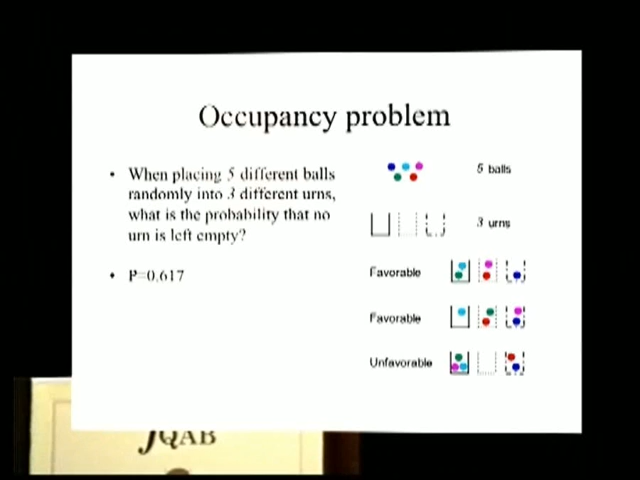 Occupancy problem
• When placing 5 different balls
randomly into 3 different urns,
what is the probability that no
urn is left empty?
• P=0.617
5 balls
3 urns
Favorable
Favorable
Unfavorable
JQAB